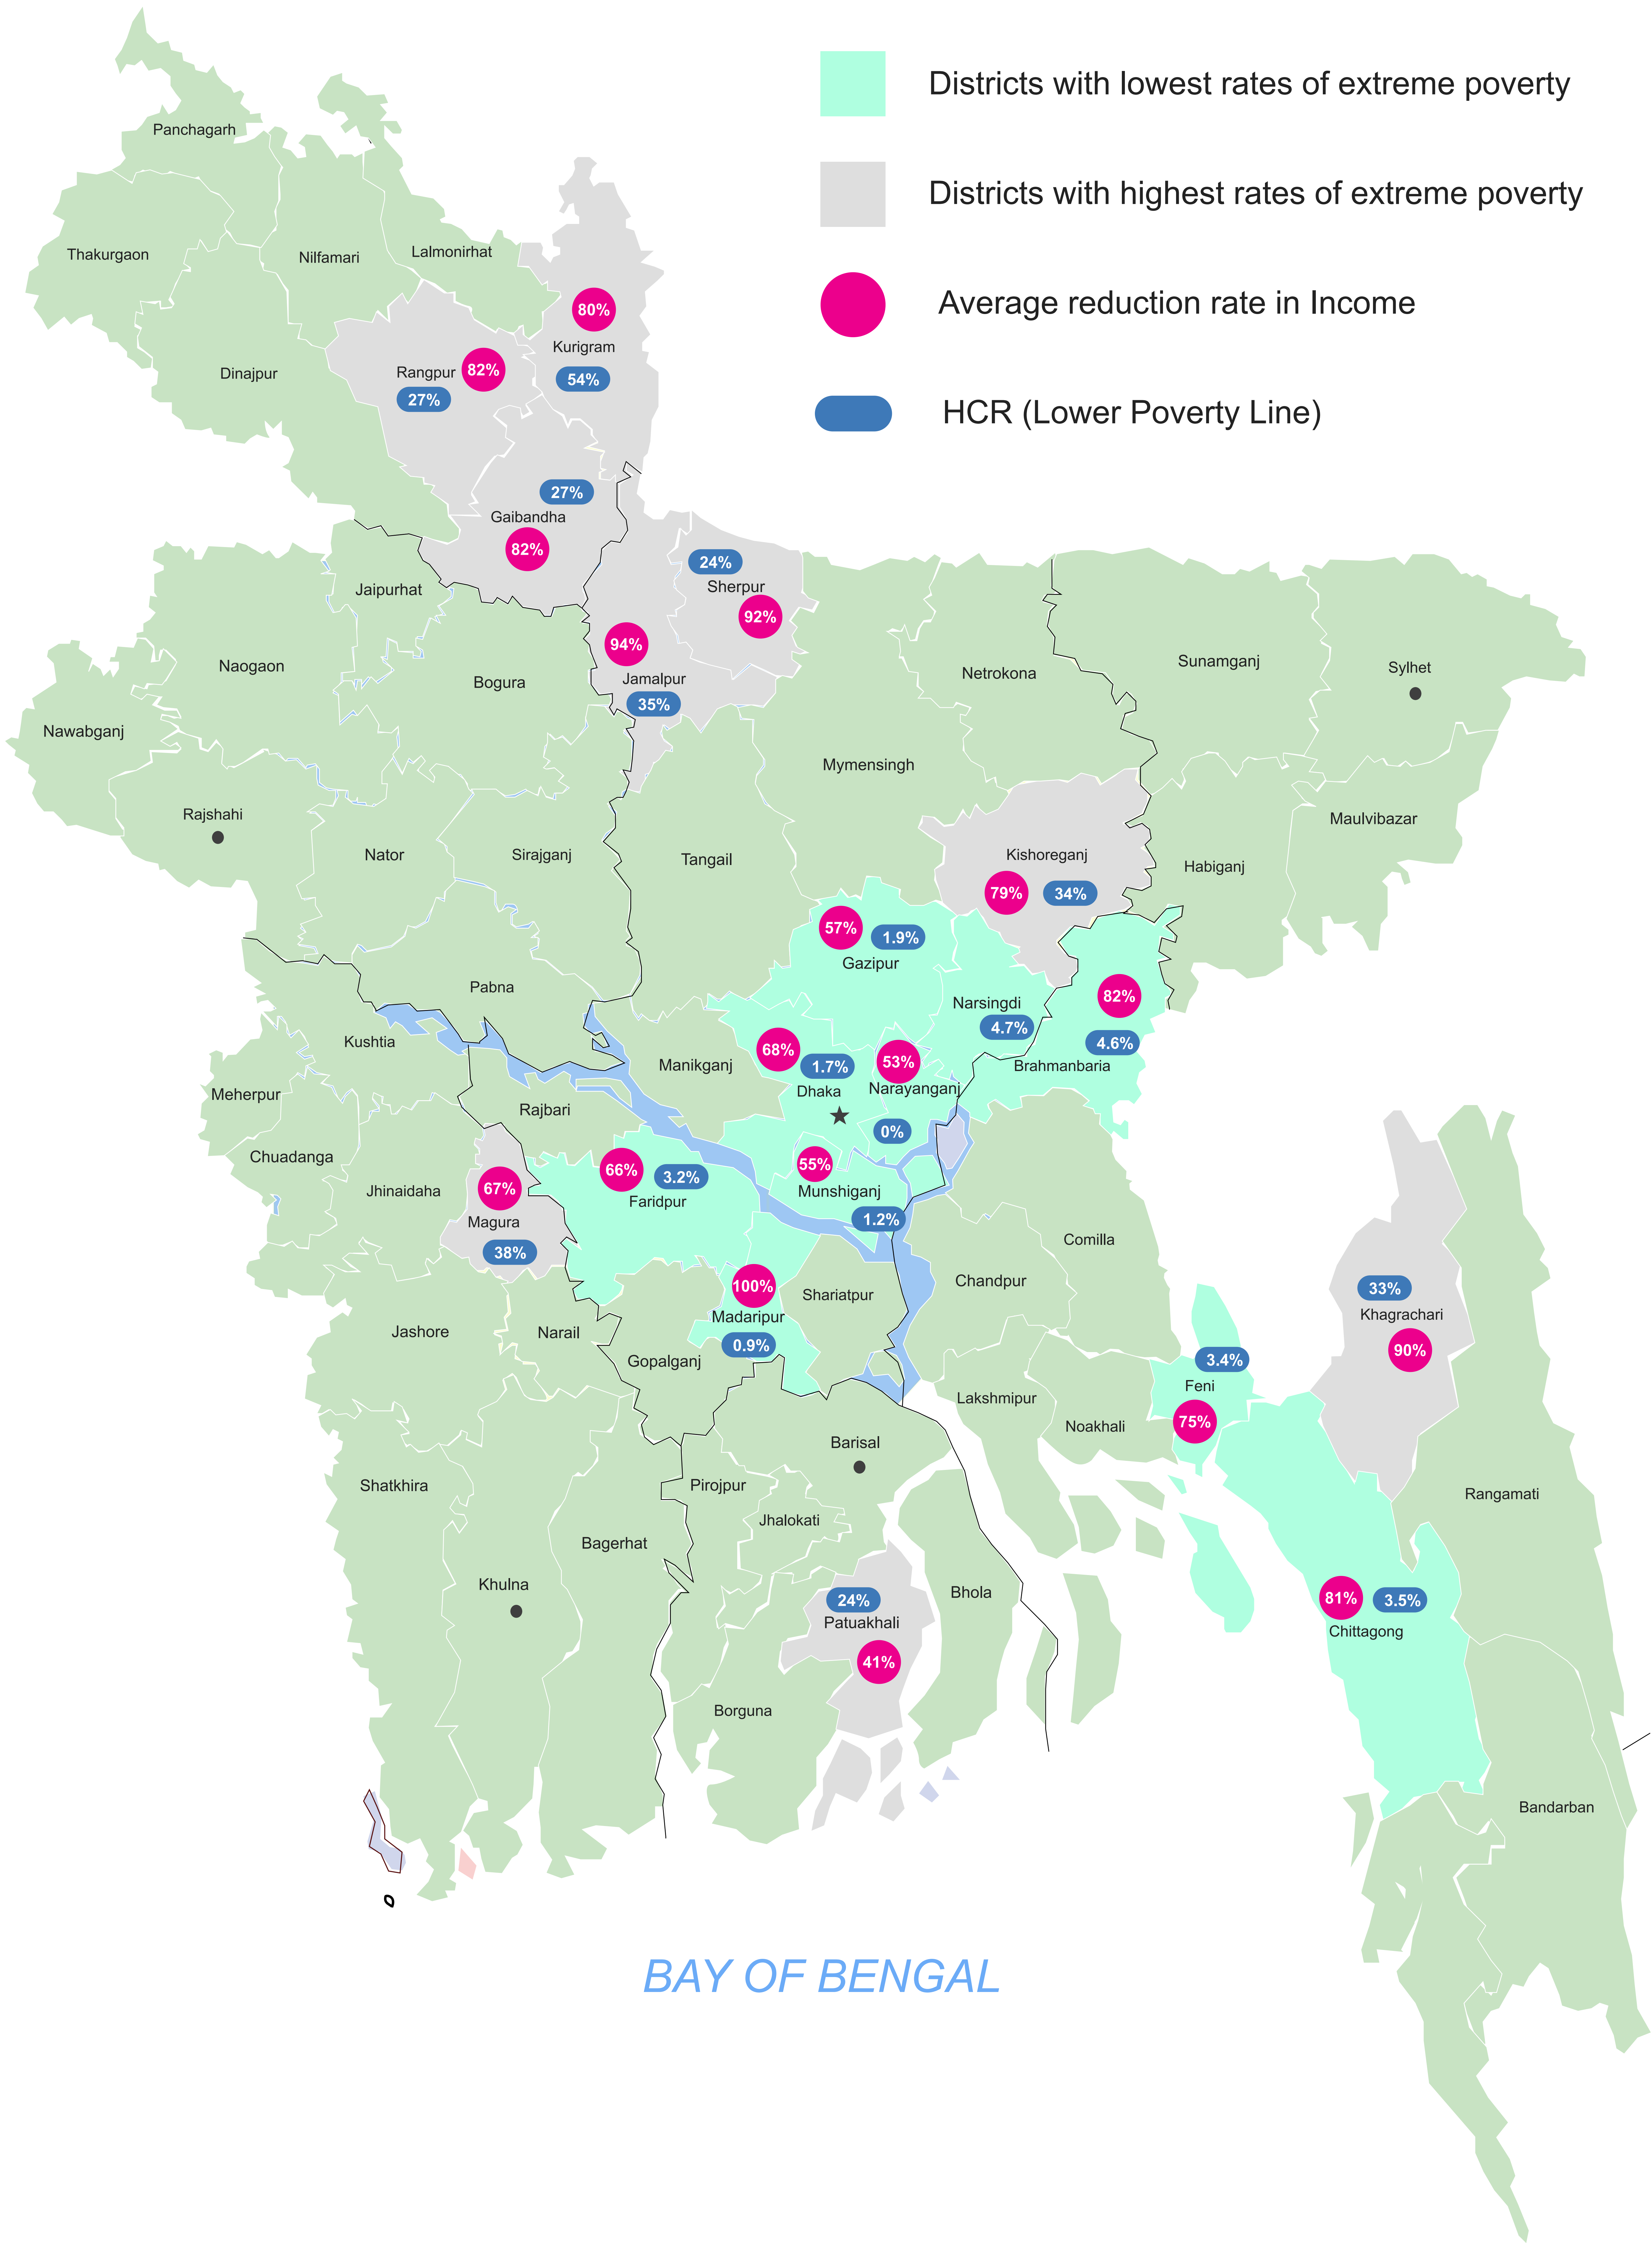 Districts with lowest rates of extreme poverty
Districts with highest rates of extreme poverty
Average reduction rate in Income
HCR (Lower Poverty Line)
Panchagarh
Thakurgaon
Nilfamari
Lalmonirhat
Dinajpur
80%
Kurigram
54%
Rangpur
82%
27%
27%
Gaibandha
82%
24%
Sherpur
92%
94%
Jamalpur
35%
Jaipurhat
Naogaon
Bogura
Nawabganj
Rajshahi
Nator
Sirajganj
Tangail
Mymensingh
Netrokona
Sunamganj
Sylhet
Maulvibazar
Habiganj
Kishoreganj
79%
34%
57%
1.9%
Gazipur
Narsingdi
4.7%
82%
4.6%
Brahmanbaria
Pabna
Kushtia
Manikganj
68%
1.7%
Dhaka
53%
Narayanganj
0%
Meherpur
Rajbari
Chuadanga
Jhinaidaha
67%
Magura
38%
66%
3.2%
Faridpur
55%
Munshiganj
1.2%
Comilla
Chandpur
100%
Madaripur
0.9%
Shariatpur
Jashore
Narail
Gopalganj
33%
Khagrachari
90%
3.4%
Feni
75%
Lakshmipur
Noakhali
Barisal
Shatkhira
Pirojpur
Jhalokati
Rangamati
Bagerhat
Khulna
Bhola
24%
Patuakhali
41%
81%
3.5%
Chittagong
Borguna
Bandarban
BAY OF BENGAL